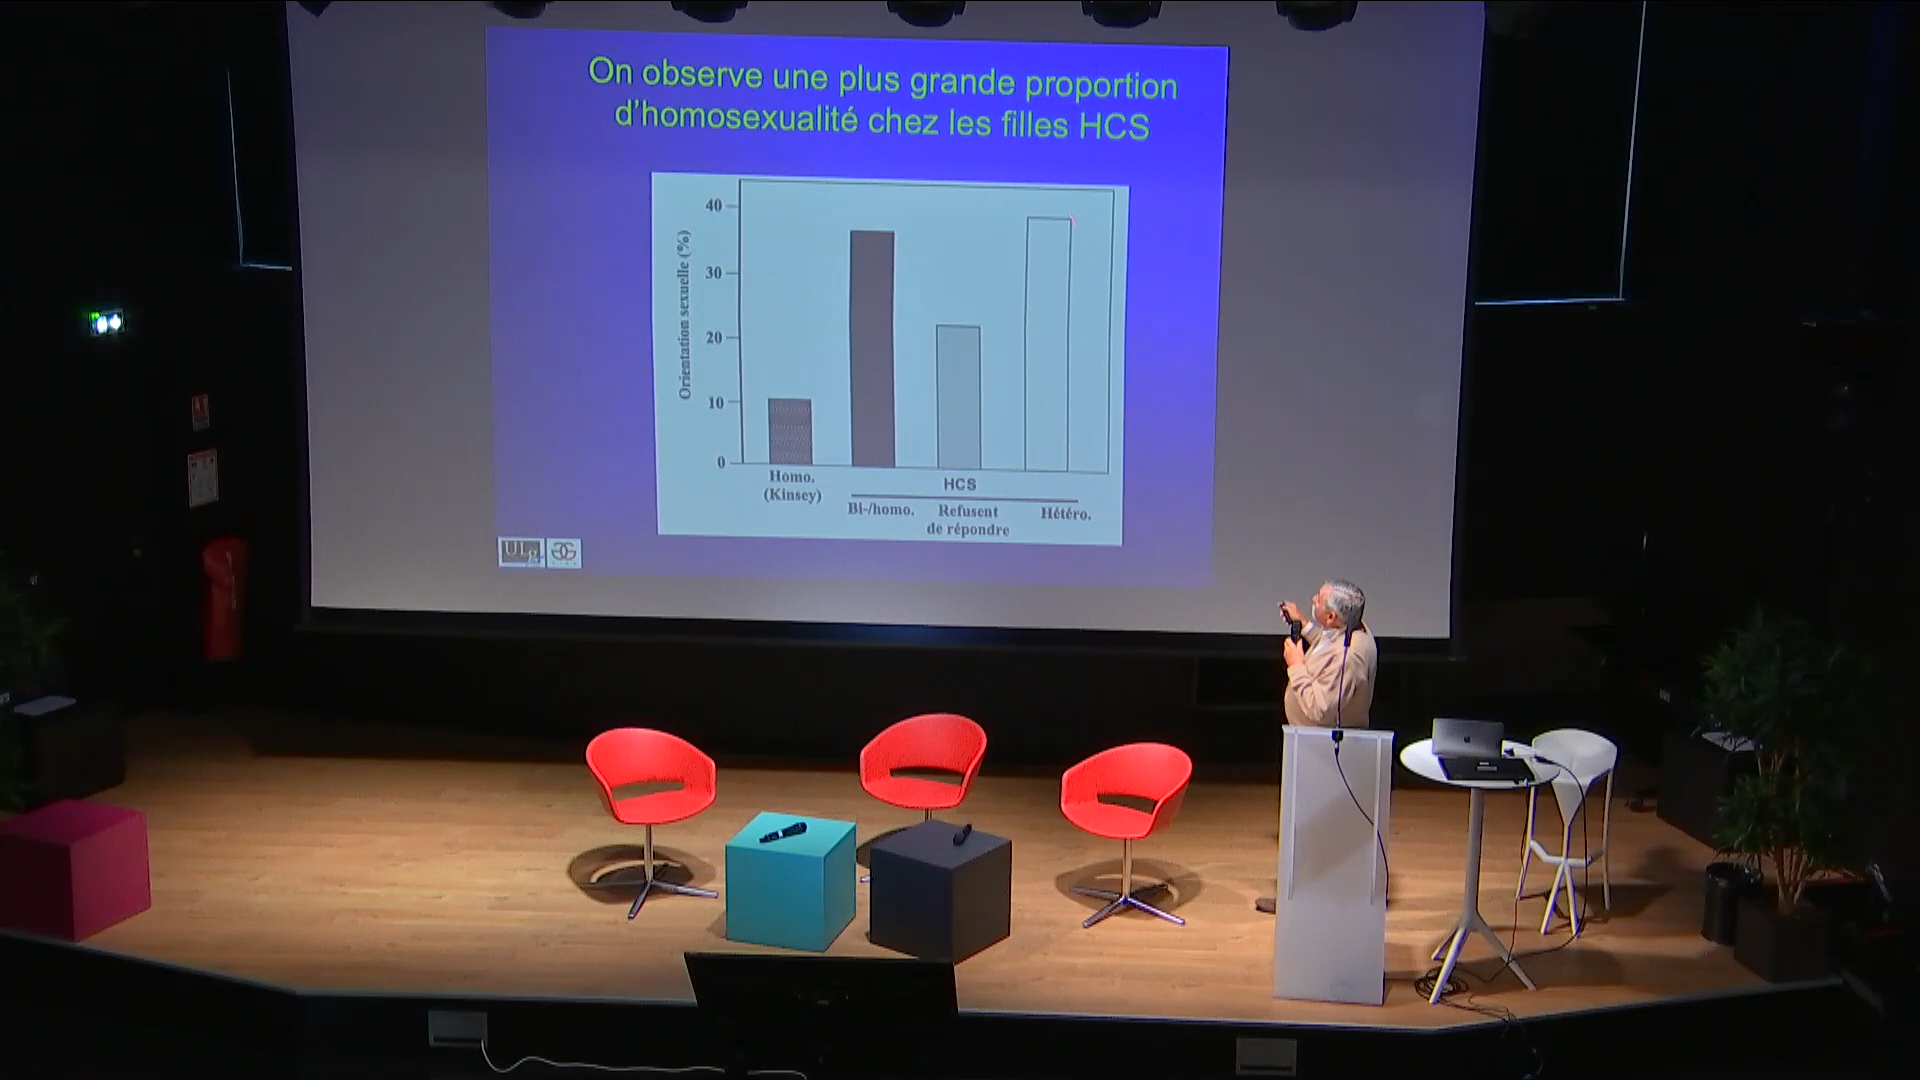 On observe une plus grande proportion
d'homosexualité chez les filles HCS
Orientation sexuelle (%)
40
30
20
10
0
Homo.
(Kinsey)
HCS
Bi-/homo.
Refusent
de répondre
Hétéro.
ULg